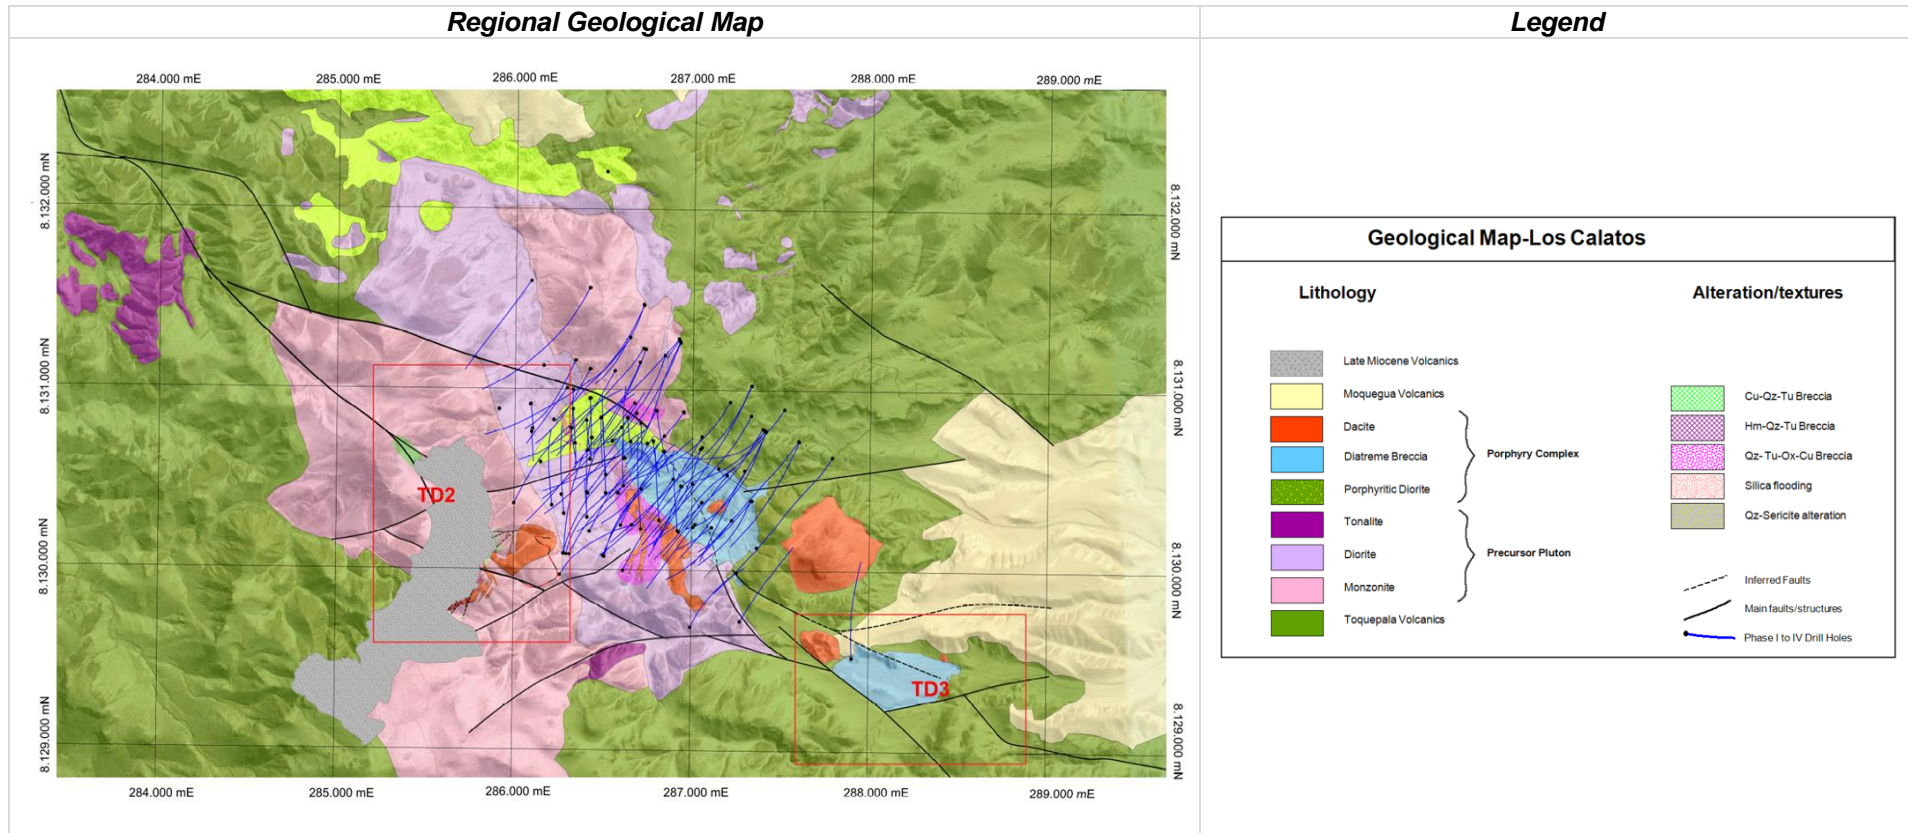 Regional Geological Map
Legend
284.000 mE
285.000 mE
286.000 mE
287.000 mE
288.000 mE
289.000 mE
8.132.000 mN
8.131.000 mN
8.130.000 mN
8.129.000 mN
8.132.000 mN
8.131.000 mN
8.130.000 mN
8.129.000 mN
TD2
TD3
284.000 mE
285.000 mE
286.000 mE
287.000 mE
288.000 mE
289.000 mE
Geological Map-Los Calatos
Lithology
Late Miocene Volcanics
Moquegua Volcanics
Dacite
Diatreme Breccia
Porphyritic Diorite
Porphyry Complex
Tonalite
Diorite
Monzonite
Precursor Pluton
Toquepala Volcanics
Alteration/textures
Cu-Qz-Tu Breccia
Hm-Qz-Tu Breccia
Qz- Tu-Ox-Cu Breccia
Silica flooding
Qz-Sericite alteration
Inferred Faults
Main faults/structures
Phase I to IV Drill Holes